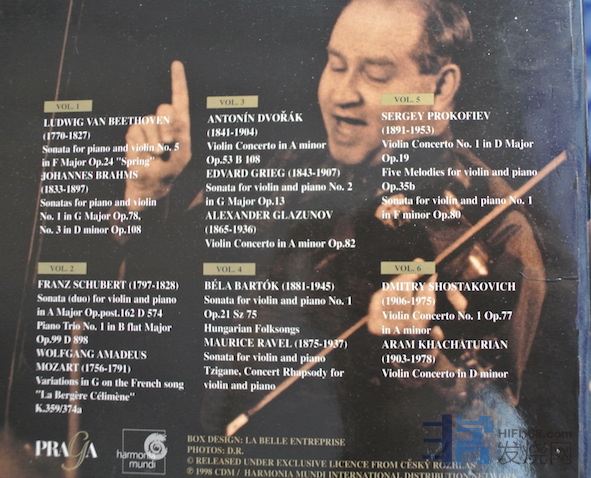 VOL. 1
LUDWIG VAN BEETHOVEN
(1770-1827)
Sonata for piano and violin No. 5
in F Major Op.24 "Spring"
JOHANNES BRAHMS
(1833-1897)
Sonatas for piano and violin
No. 1 in G Major Op.78,
No. 3 in D minor Op.108
VOL. 2
FRANZ SCHUBERT (1797-1828)
Sonata (duo) for violin and piano
in A Major Op.post.162 D 574
Piano Trio No. 1 in B flat Major
Op.99 D 898
WOLFGANG AMADEUS
MOZART (1756-1791)
Variations in G on the French song
"La Bergère Célimène"
K.359/374a
VOL. 3
ANTONÍN DVOŘÁK
(1841-1904)
Violin Concerto in A minor
Op.53 B 108
EDVARD GRIEG (1843-1907)
Sonata for violin and piano No. 2
in G Major Op.13
ALEXANDER GLAZUNOV
(1865-1936)
Violin Concerto in A minor Op.82
VOL. 4
BÉLA BARTÓK (1881-1945)
Sonata for violin and piano No. 1
Op.21 Sz 75
Hungarian Folksongs
MAURICE RAVEL (1875-1937)
Sonata for violin and piano
Tzigane, Concert Rhapsody for
violin and piano
VOL. 5
SERGEY PROKOFIEV
(1891-1953)
Violin Concerto No. 1 in D Major
Op.19
Five Melodies for violin and piano
Op.35b
Sonata for violin and piano No. 1
in F minor Op.80
VOL. 6
DMITRY SHOSTAKOVICH
(1906-1975)
Violin Concerto No. 1 Op.77
in A minor
ARAM KHACHATURIAN
(1903-1978)
Violin Concerto in D minor
PRAGA
harmonia
mundi
BOX DESIGN: LA BELLE ENTREPRISE
PHOTOS: D.R.
© RELEASED UNDER EXCLUSIVE LICENCE FROM ČESKÝ ROZHLAS
℗ 1998 CDM / HARMONIA MUNDI INTERNATIONAL DISTRIBUTION NETWORK
HIFI168.com
发烧网